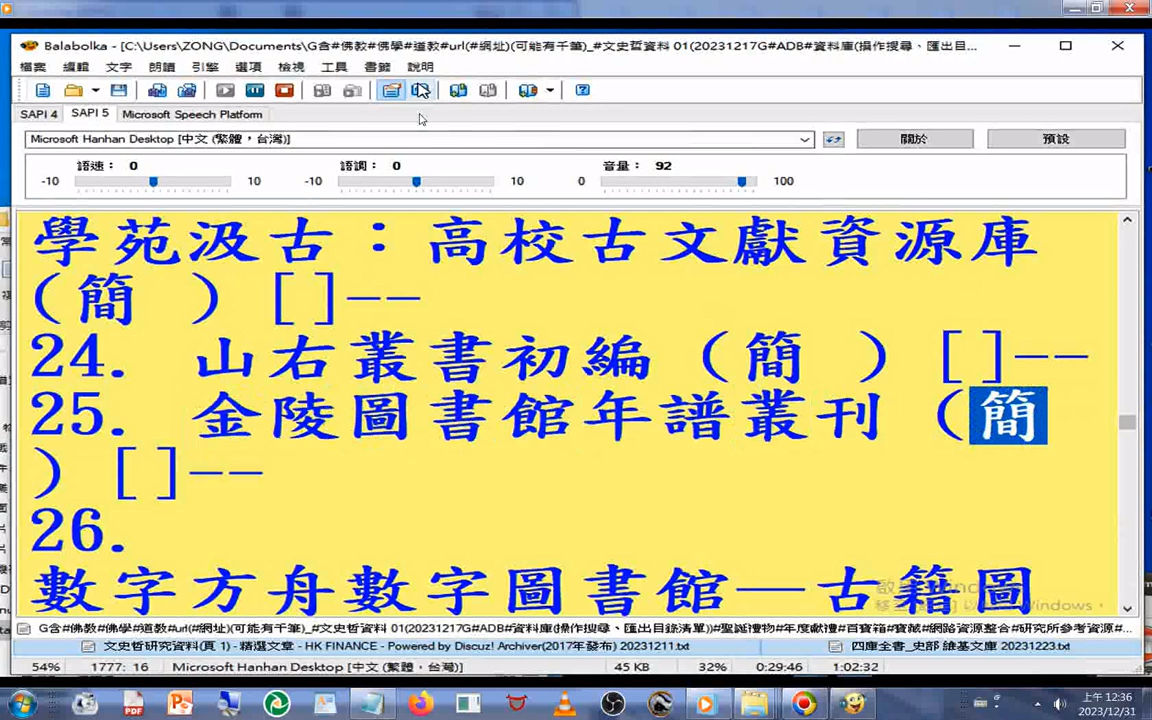 Balabolka - [C:\Users\ZONG\Documents\G含#佛教#佛學#道教#url(#網址)(可能有千筆)_#文史哲資料 01(20231217G#ADB#資料庫(操作搜尋、匯出目...
檔案 編輯 文字 朗讀 引擎 選項 檢視 工具 書籤 說明
SAPI 4 SAPI 5 Microsoft Speech Platform
Microsoft Hanhan Desktop [中文 (繁體，台灣)] 關於 預設
語速： 0 語調： 0 音量： 92
-10 10 -10 10 0 100
學苑汲古：高校古文獻資源庫
（簡 ）[]--
24. 山右叢書初編（簡 ）[]--
25. 金陵圖書館年譜叢刊（簡
）[]--
26.
數字方舟數字圖書館—古籍圖
G含#佛教#佛學#道教#url(#網址)(可能有千筆)_#文史哲資料 01(20231217G#ADB#資料庫(操作搜尋、匯出目錄清單))#聖誕禮物#年度獻禮#百寶箱#寶藏#網路資源整合#研究所參考資源#...
文史哲研究資料(頁 1) - 精選文章 - HK FINANCE - Powered by Discuz! Archiver(2017年發布) 20231211.txt 四庫全書_史部 維基文庫 20231223.txt
54% 1777: 16 Microsoft Hanhan Desktop [中文 (繁體，台灣)] 45 KB 32% 0:29:46 1:02:32
PDF
上午 12:36
2023/12/31